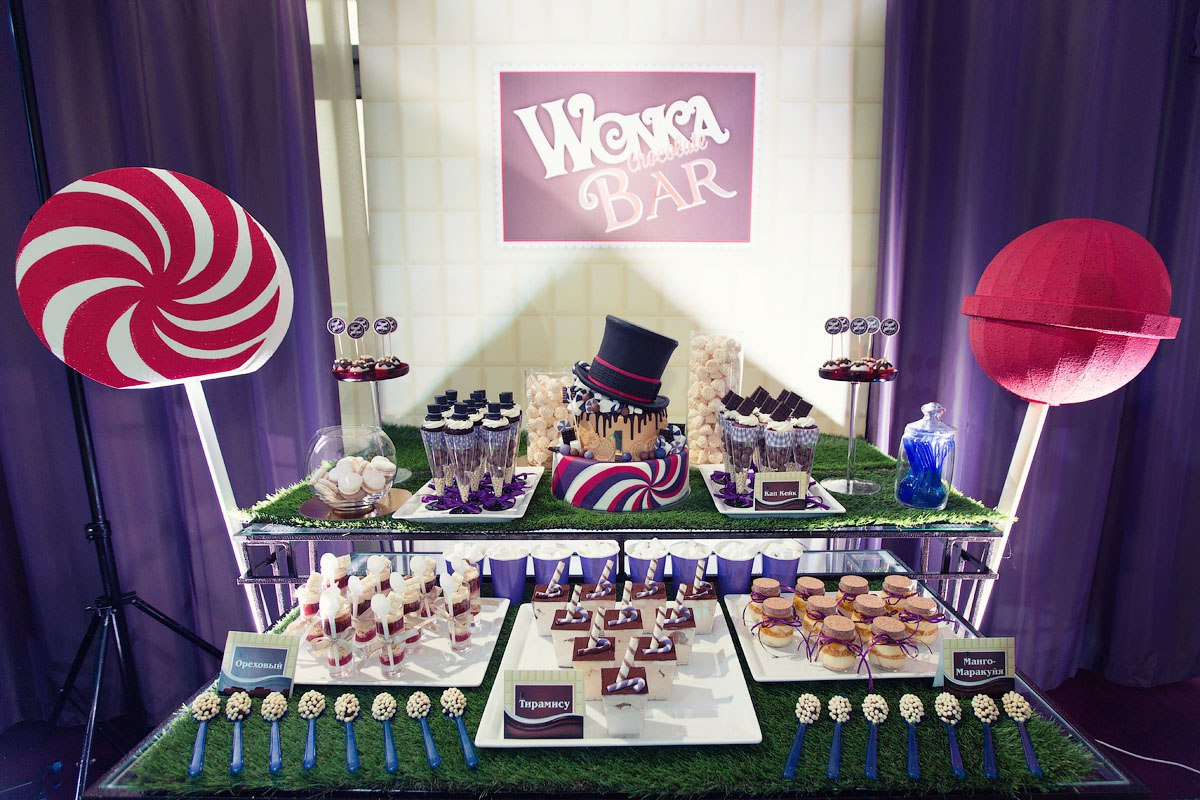 WONKA
Chocolate
BAR
Кап Кейк
Ореховый
Тирамису
Манго-
Маракуйя